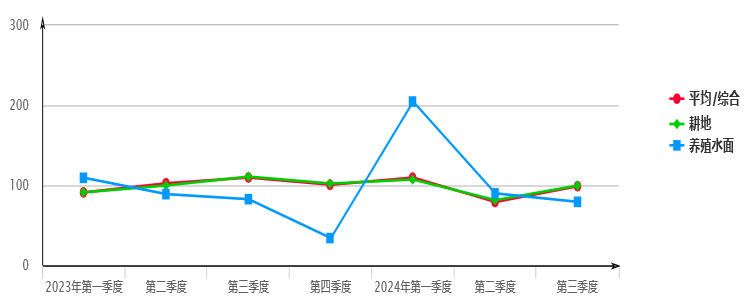 300
200
100
0
2023年第一季度 第二季度 第三季度 第四季度 2024年第一季度 第二季度 第三季度
平均/综合
耕地
养殖水面